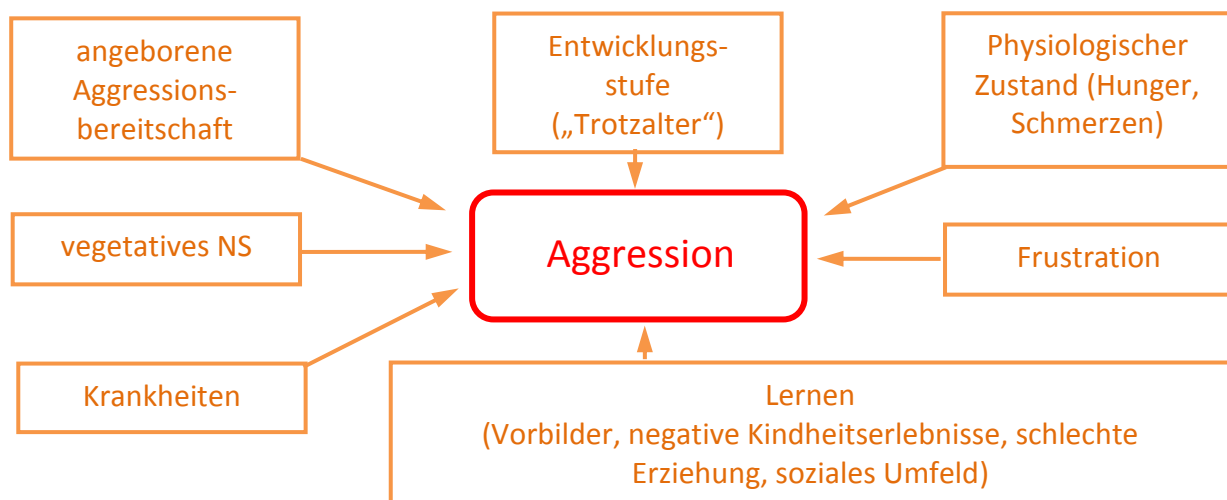 angeborene
Aggressions-
bereitschaft
Entwicklungs-
stufe
(„Trotzalter“)
Physiologischer
Zustand (Hunger,
Schmerzen)
vegetatives NS
Aggression
Frustration
Krankheiten
Lernen
(Vorbilder, negative Kindheitserlebnisse, schlechte
Erziehung, soziales Umfeld)